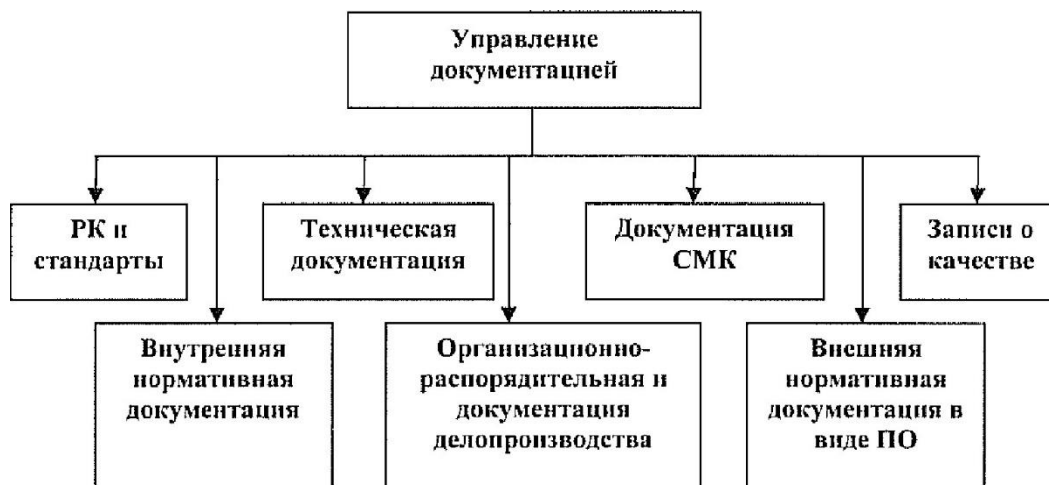 Управление
документацией
РК и
стандарты
Техническая
документация
Документация
СМК
Записи о
качестве
Внутренняя
нормативная
документация
Организационно-
распорядительная и
документация
делопроизводства
Внешняя
нормативная
документация в
виде ПО